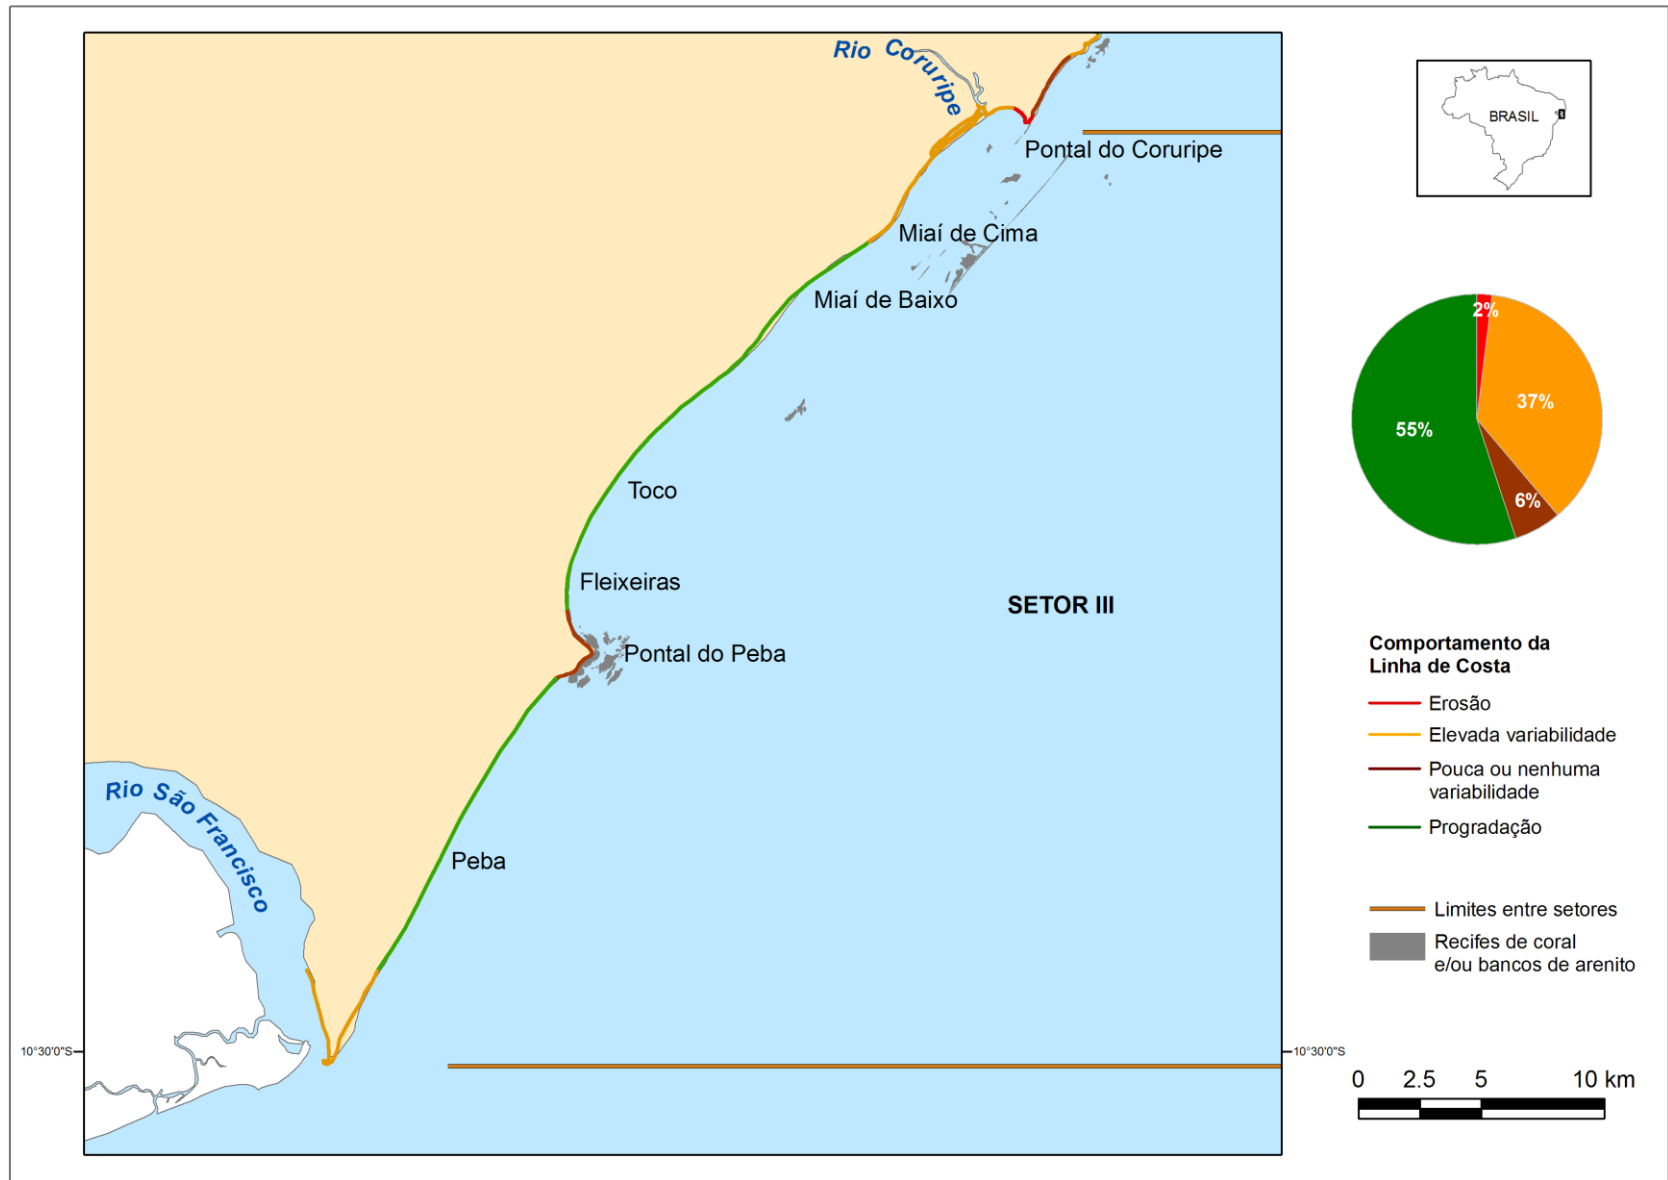 Rio Coruripe
BRASIL
Pontal do Coruripe
Miaí de Cima
Miaí de Baixo
2%
37%
55%
6%
Toco
Fleixeiras
SETOR III
Pontal do Peba
Comportamento da
Linha de Costa
Erosão
Elevada variabilidade
Pouca ou nenhuma
variabilidade
Progradação
Rio São Francisco
Peba
Limites entre setores
Recifes de coral
e/ou bancos de arenito
10°30'0"S
10°30'0"S
0 2.5 5 10 km